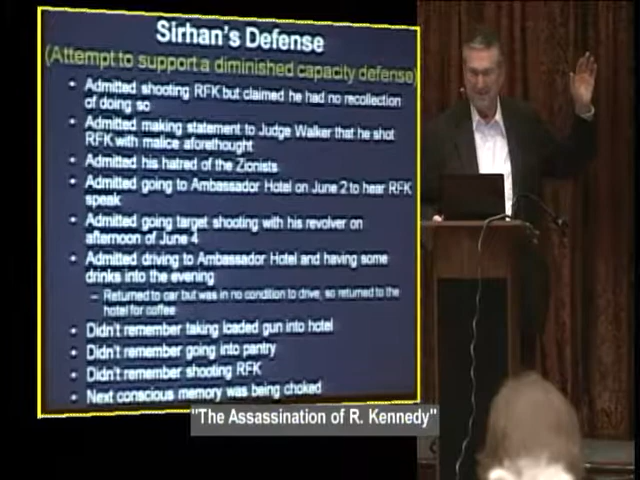 Sirhan's Defense
(Attempt to support a diminished capacity defense)
• Admitted shooting RFK but claimed he had no recollection
of doing so
• Admitted making statement to Judge Walker that he shot
RFK with malice aforethought
• Admitted his hatred of the Zionists
• Admitted going to Ambassador Hotel on June 2 to hear RFK
speak
• Admitted going target shooting with his revolver on
afternoon of June 4
• Admitted driving to Ambassador Hotel and having some
drinks into the evening
– Returned to car but was in no condition to drive, so returned to the
hotel for coffee
• Didn't remember taking loaded gun into hotel
• Didn't remember going into pantry
• Didn't remember shooting RFK
• Next conscious memory was being choked
"The Assassination of R. Kennedy"